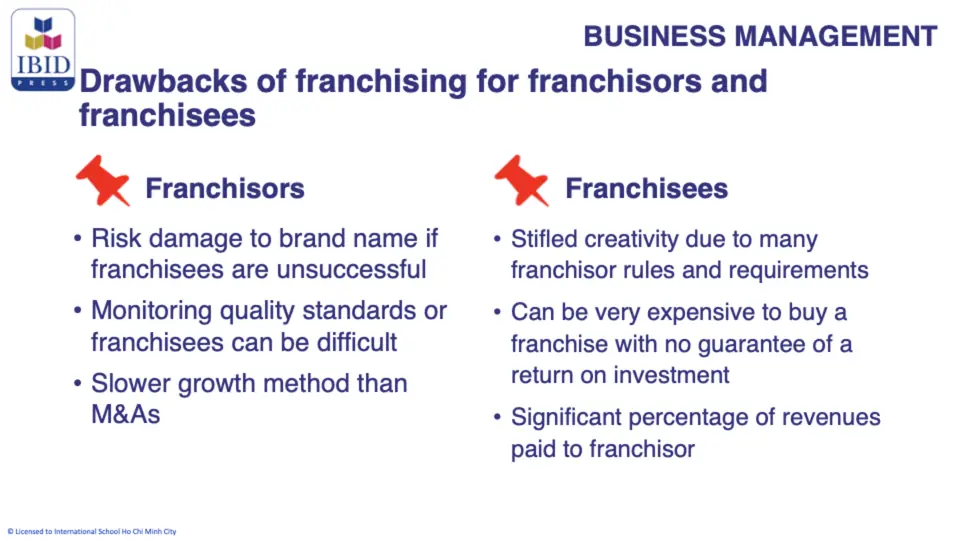 IBID
PRESS
BUSINESS MANAGEMENT
Drawbacks of franchising for franchisors and
franchisees
Franchisors
• Risk damage to brand name if
franchisees are unsuccessful
• Monitoring quality standards or
franchisees can be difficult
• Slower growth method than
M&As
Franchisees
• Stifled creativity due to many
franchisor rules and requirements
• Can be very expensive to buy a
franchise with no guarantee of a
return on investment
• Significant percentage of revenues
paid to franchisor
© Licensed to International School Ho Chi Minh City